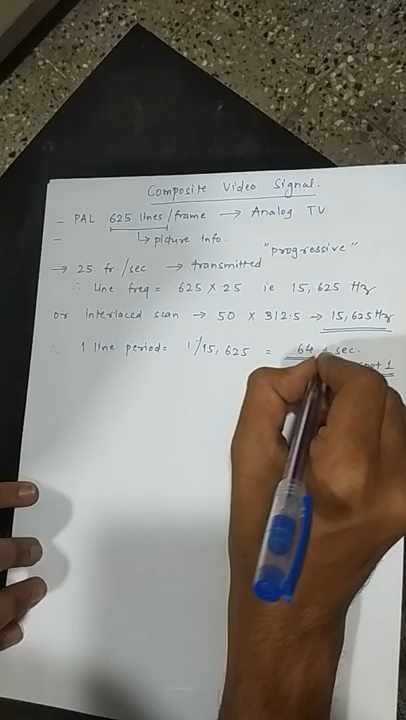 Composite Video Signal.
- PAL 625 lines/frame → Analog TV
- ↳ picture info.
"progressive"
→ 25 fr./sec → transmitted
∴ Line freq = 625 X 25 ie 15,625 Hz
or Interlaced scan → 50 X 312.5 → 15,625 Hz
∴ 1 line period = 1/15,625 = 64 sec.
1